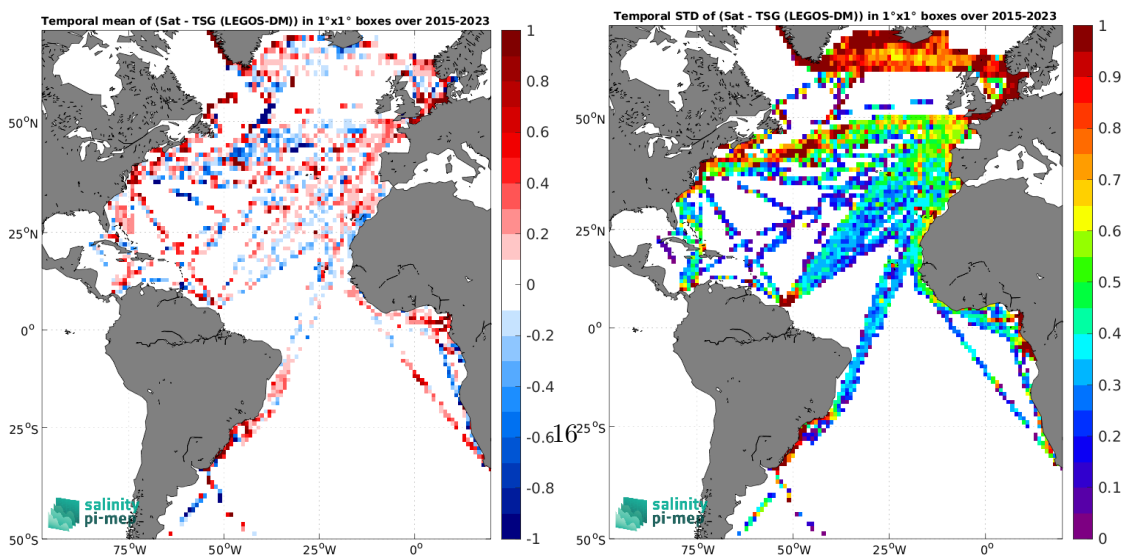 Temporal mean of (Sat - TSG (LEGOS-DM)) in 1°x1° boxes over 2015-2023
50°N
25°N
0°
25°S
50°S
75°W
50°W
25°W
0°
1
0.8
0.6
0.4
0.2
0
-0.2
-0.4
-0.6
-0.8
-1
salinity
pi-mep
16
Temporal STD of (Sat - TSG (LEGOS-DM)) in 1°x1° boxes over 2015-2023
50°N
25°N
0°
25°S
50°S
75°W
50°W
25°W
0°
1
0.9
0.8
0.7
0.6
0.5
0.4
0.3
0.2
0.1
0
salinity
pi-mep